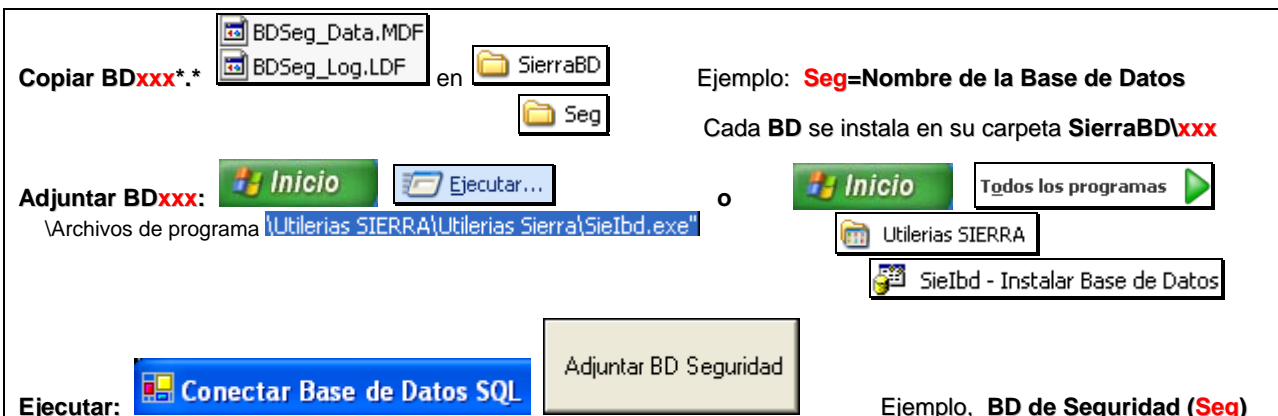 BDSeg_Data.MDF
Copiar BDxxx*.* BDSeg_Log.LDF en SierraBD Ejemplo: Seg=Nombre de la Base de Datos
Seg Cada BD se instala en su carpeta SierraBD\xxx
Adjuntar BDxxx: Inicio Ejecutar... o Inicio Todos los programas
\Archivos de programa \Utilerias SIERRA\Utilerias Sierra\SieIbd.exe" Utilerias SIERRA
SieIbd - Instalar Base de Datos
Adjuntar BD Seguridad
Ejecutar: Conectar Base de Datos SQL Ejemplo, BD de Seguridad (Seg)